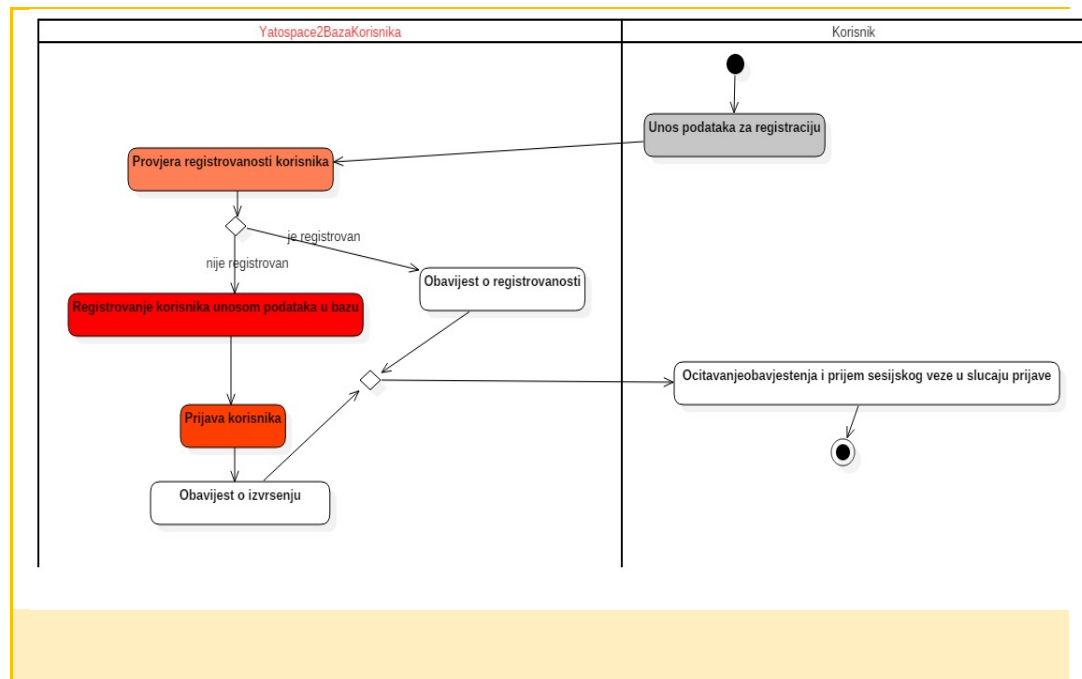 Yatospace2BazaKorisnika
Korisnik
Unos podataka za registraciju
Provjera registrovanosti korisnika
je registrovan
nije registrovan
Obavijest o registrovanosti
Registrovanje korisnika unosom podataka u bazu
Ocitavanjeobavjestenja i prijem sesijskog veze u slucaju prijave
Prijava korisnika
Obavijest o izvrsenju